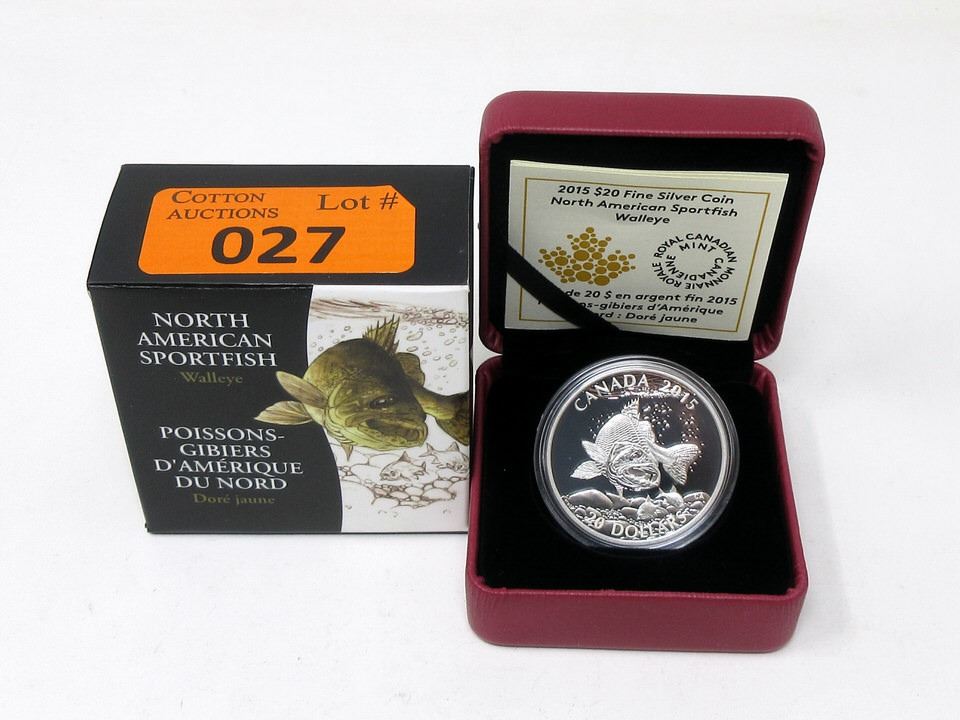 COTTON
AUCTIONS
Lot #
027
NORTH
AMERICAN
SPORTFISH
Walleye
POISSONS-
GIBIERS
D'AMÉRIQUE
DU NORD
Doré jaune
2015 $20 Fine Silver Coin
North American Sportfish
Walleye
ROYAL CANADIAN MINT
MONNAIE ROYALE CANADIENNE
de 20 $ en argent fin 2015
-gibiers d'Amérique
: Doré jaune
CANADA 2015
20 DOLLARS